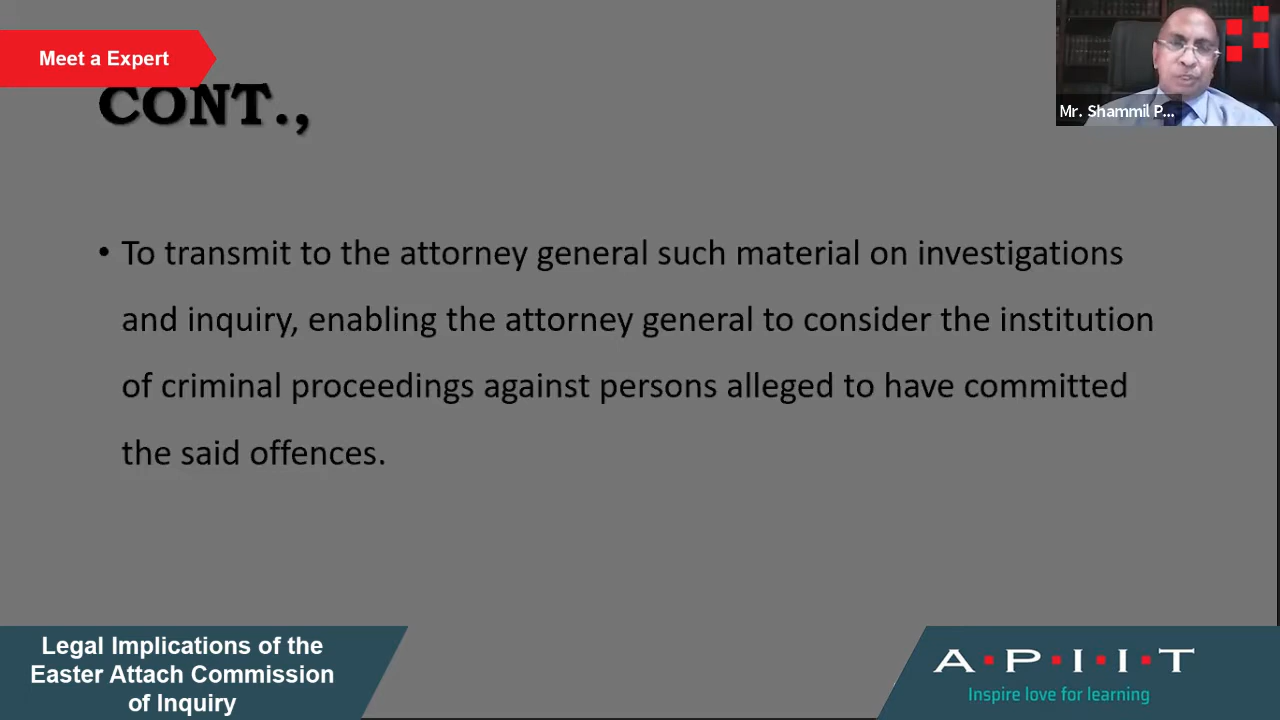 Meet a Expert
CONT.,
Mr. Shammil P...
• To transmit to the attorney general such material on investigations
and inquiry, enabling the attorney general to consider the institution
of criminal proceedings against persons alleged to have committed
the said offences.
Legal Implications of the
Easter Attach Commission
of Inquiry
A•P•I•I•T
Inspire love for learning